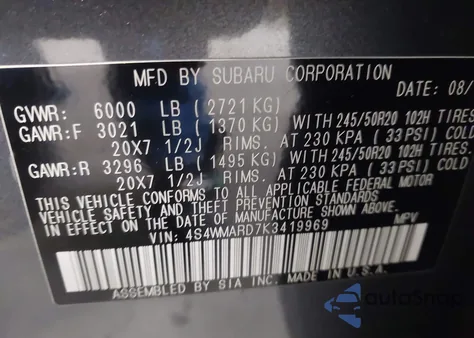 MFD BY SUBARU CORPORATION
DATE: 08/
GVWR: 6000 LB (2721 KG)
GAWR:F 3021 LB (1370 KG) WITH 245/50R20 102H TIRES
20X7 1/2J RIMS. AT 230 KPA (33PSI) COLD
GAWR:R 3296 LB (1495 KG) WITH 245/50R20 102H TIRES
20X7 1/2J RIMS. AT 230 KPA (33PSI) COLD
THIS VEHICLE CONFORMS TO ALL APPLICABLE FEDERAL MOTOR
VEHICLE SAFETY AND THEFT PREVENTION STANDARDS
IN EFFECT ON THE DATE OF MANUFACTURE SHOWN ABOVE.
VIN: 4S4WMARD7K3419969 MPV
ASSEMBLED BY SIA INC. MADE IN U.S.A.
autoSnap